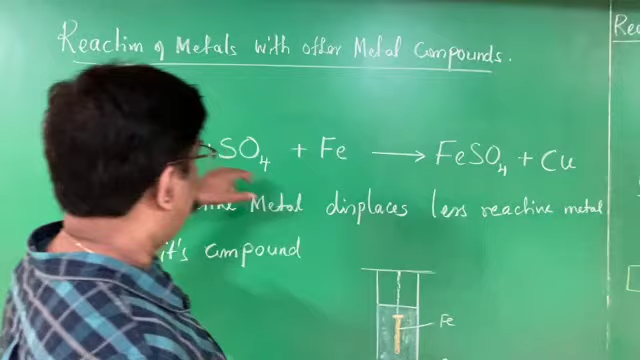 Reaction of Metals with other Metal Compounds.
SO₄ + Fe → FeSO₄ + Cu
Metal displaces less reactive metal
it's compound
Fe